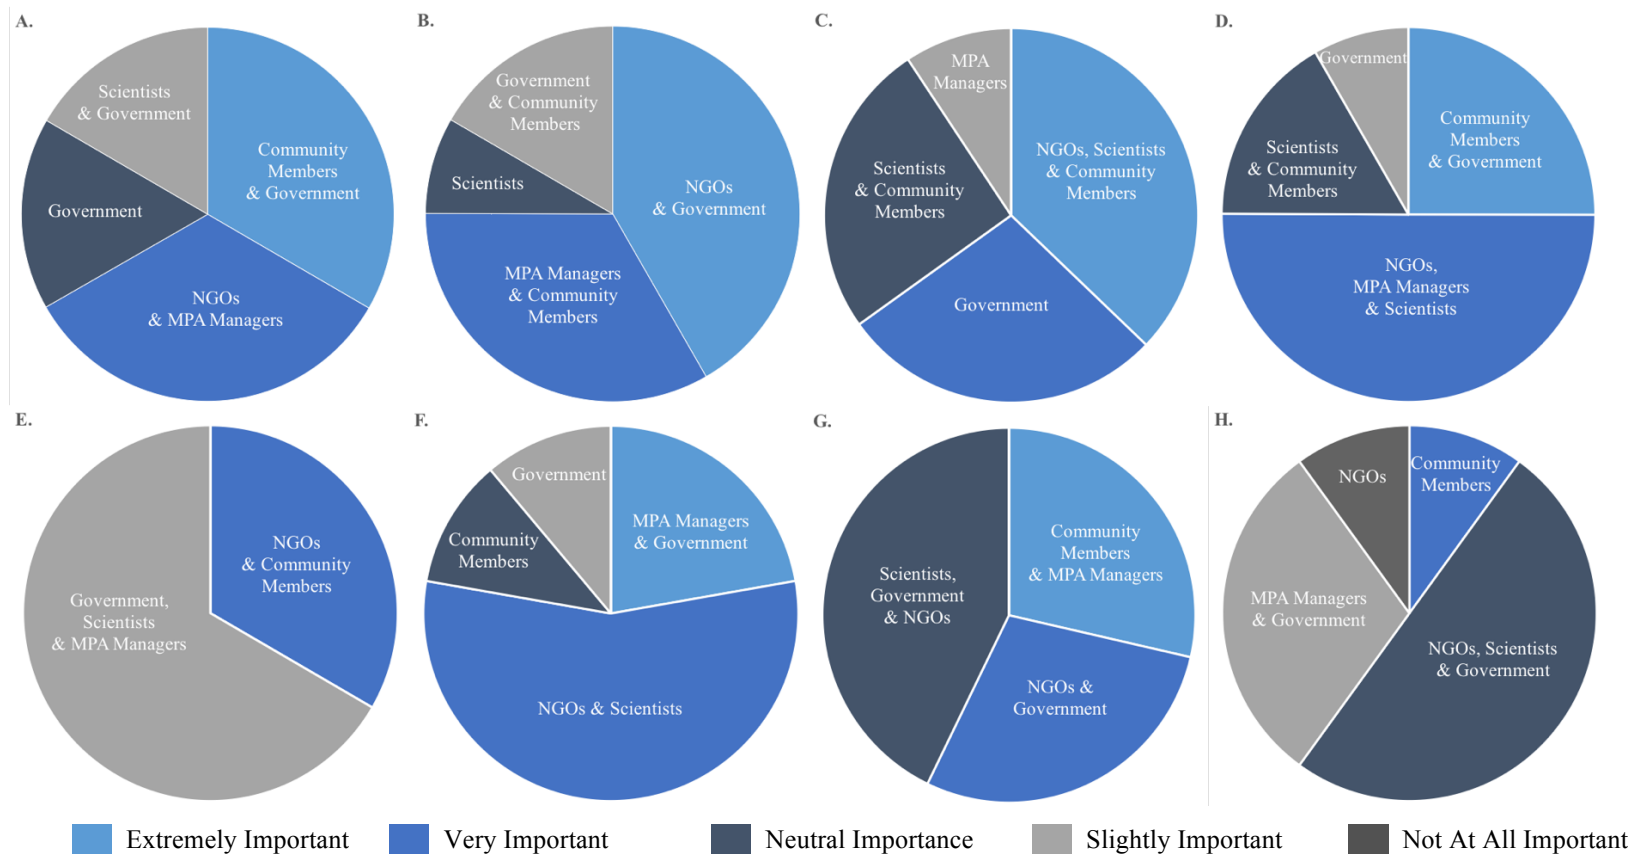 A.
Scientists
& Government
Community
Members
& Government
Government
NGOs
& MPA Managers
B.
Government
& Community
Members
Scientists
NGOs
& Government
MPA Managers
& Community
Members
C.
MPA
Managers
NGOs, Scientists
& Community
Members
Scientists
& Community
Members
Government
D.
Government
Community
Members
& Government
Scientists
& Community
Members
NGOs,
MPA Managers
& Scientists
E.
NGOs
& Community
Members
Government,
Scientists
& MPA Managers
F.
Government
MPA Managers
& Government
Community
Members
NGOs & Scientists
G.
Community
Members
& MPA Managers
Scientists,
Government
& NGOs
NGOs &
Government
H.
NGOs
Community
Members
MPA Managers
& Government
NGOs, Scientists
& Government
Extremely Important
Very Important
Neutral Importance
Slightly Important
Not At All Important